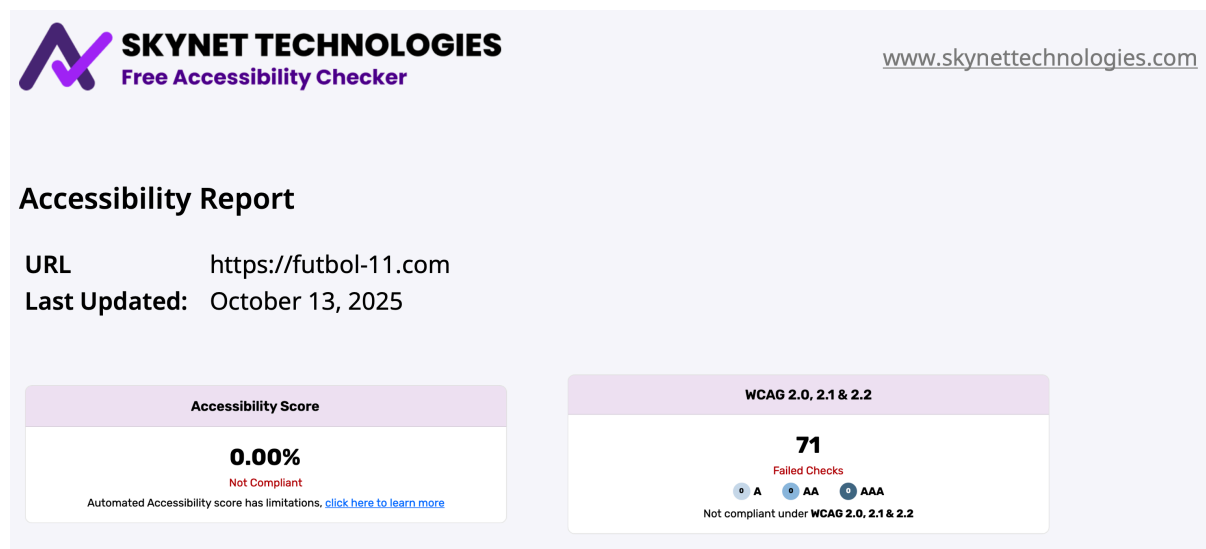 SKYNET TECHNOLOGIES
Free Accessibility Checker
www.skynettechnologies.com
Accessibility Report
URL https://futbol-11.com
Last Updated: October 13, 2025
Accessibility Score
0.00%
Not Compliant
Automated Accessibility score has limitations, click here to learn more
WCAG 2.0, 2.1 & 2.2
71
Failed Checks
0 A 0 AA 0 AAA
Not compliant under WCAG 2.0, 2.1 & 2.2